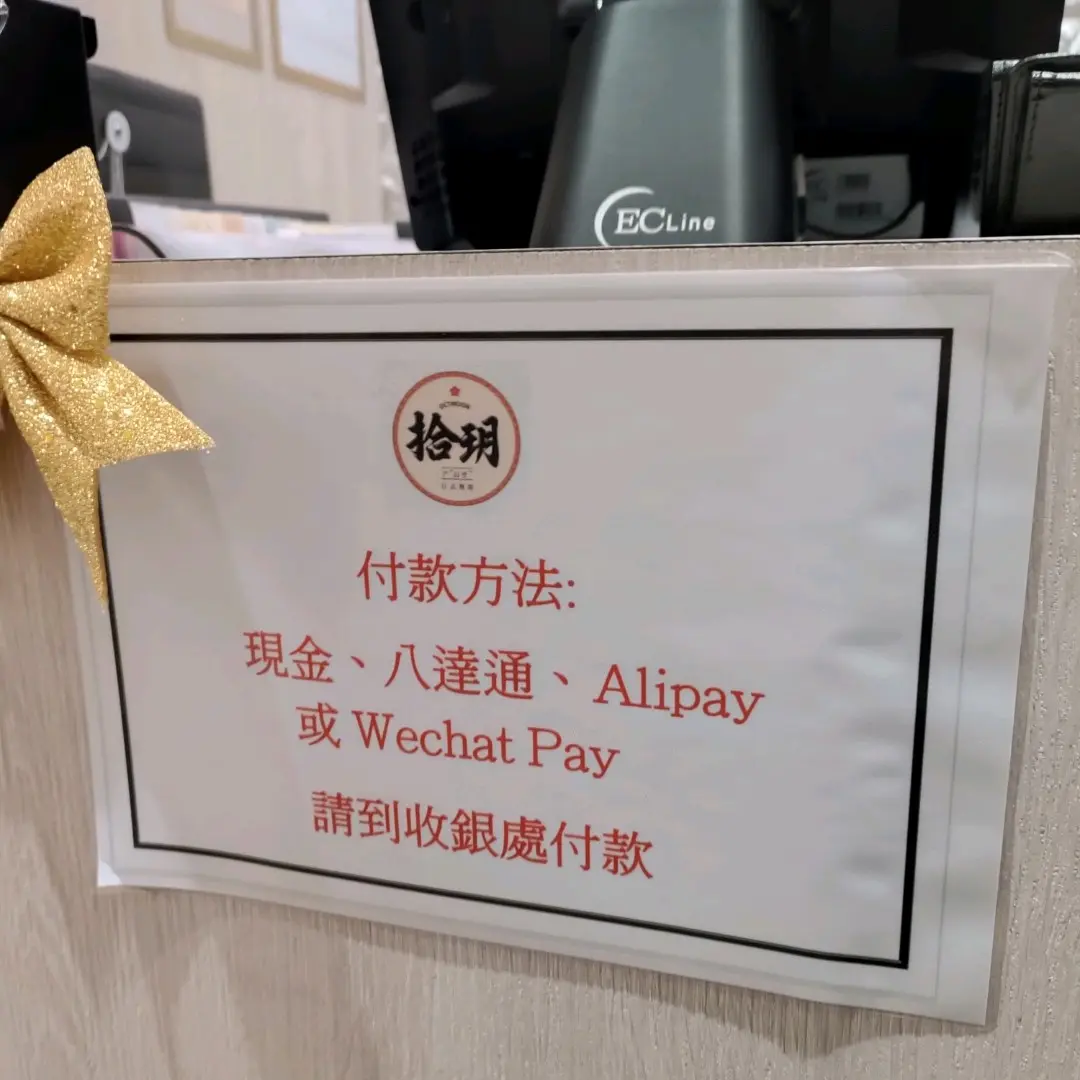 ECLine
拾玥
付款方法:
現金、八達通、Alipay
或 Wechat Pay
請到收銀處付款